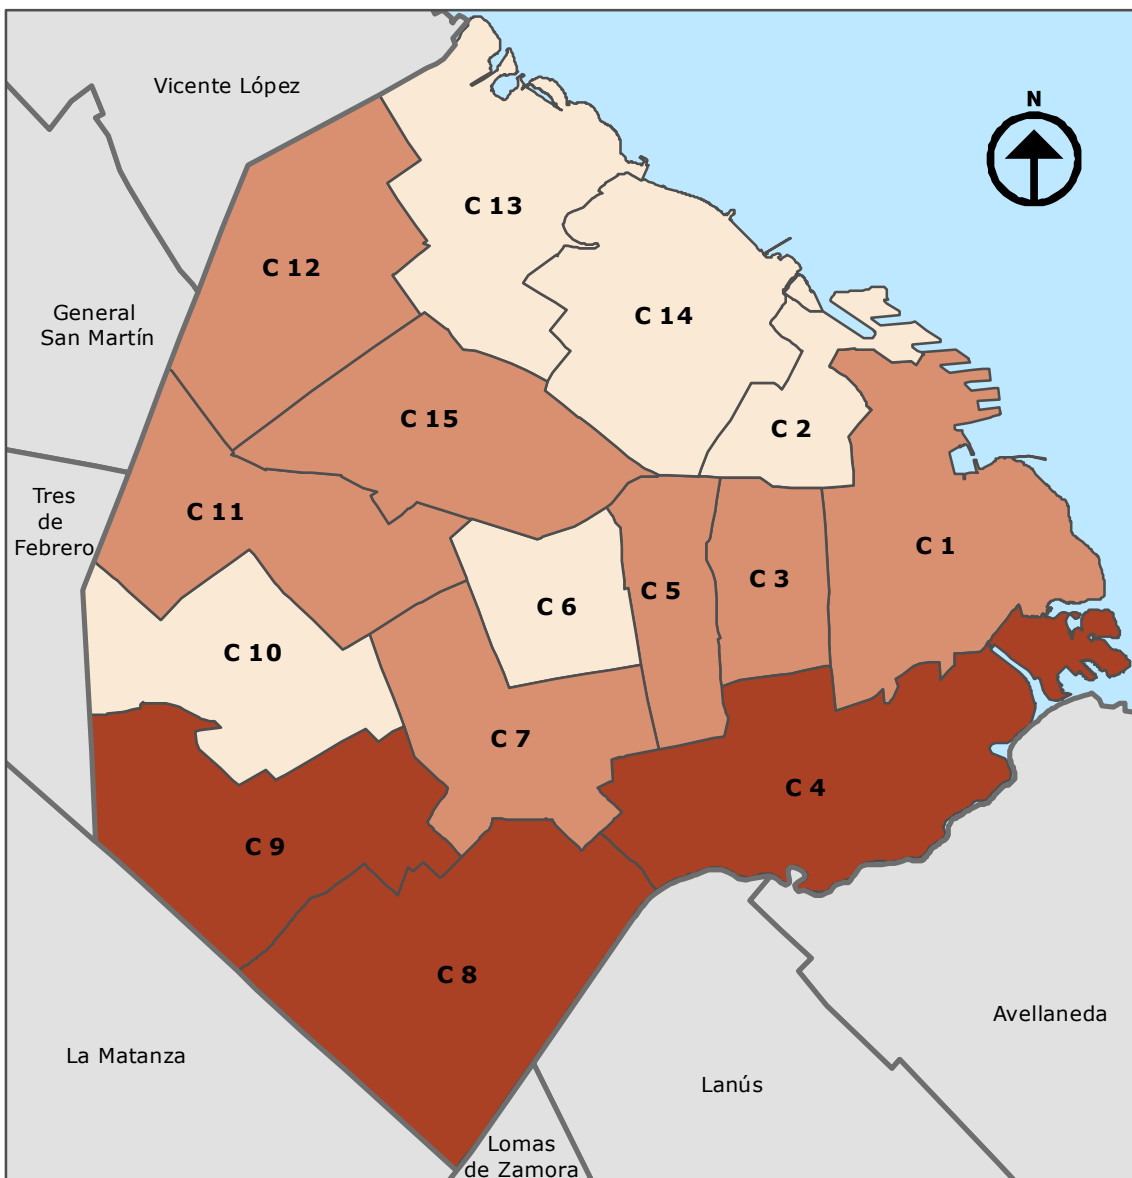 Vicente López
N
C 13
C 12
General
San Martín
C 14
C 15
C 2
Tres
de
Febrero
C 11
C 1
C 3
C 5
C 6
C 10
C 7
C 4
C 9
C 8
Avellaneda
La Matanza
Lanús
Lomas
de Zamora